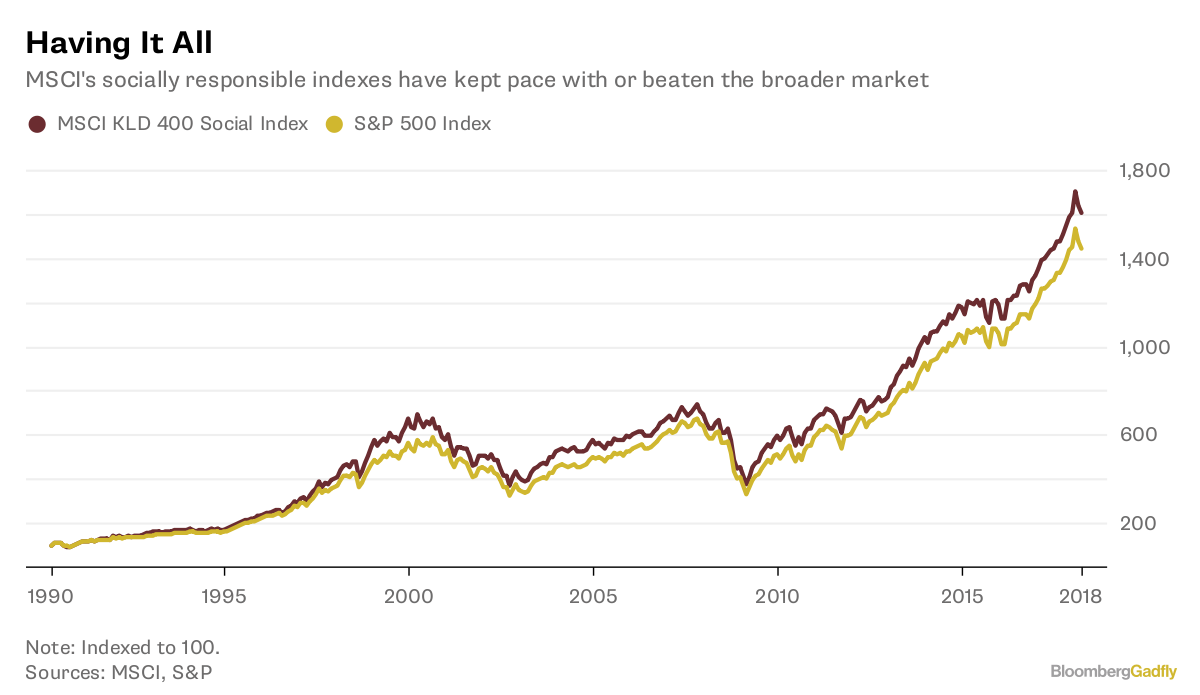 Having It All
MSCI's socially responsible indexes have kept pace with or beaten the broader market
MSCI KLD 400 Social Index S&P 500 Index
1,800
1,400
1,000
600
200
1990 1995 2000 2005 2010 2015 2018
Note: Indexed to 100.
Sources: MSCI, S&P
BloombergGadfly